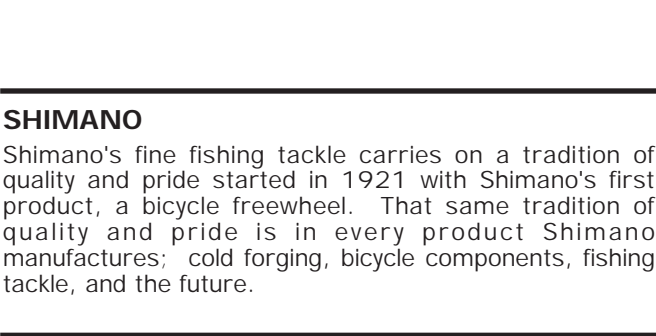 SHIMANO
Shimano's fine fishing tackle carries on a tradition of
quality and pride started in 1921 with Shimano's first
product, a bicycle freewheel. That same tradition of
quality and pride is in every product Shimano
manufactures; cold forging, bicycle components, fishing
tackle, and the future.